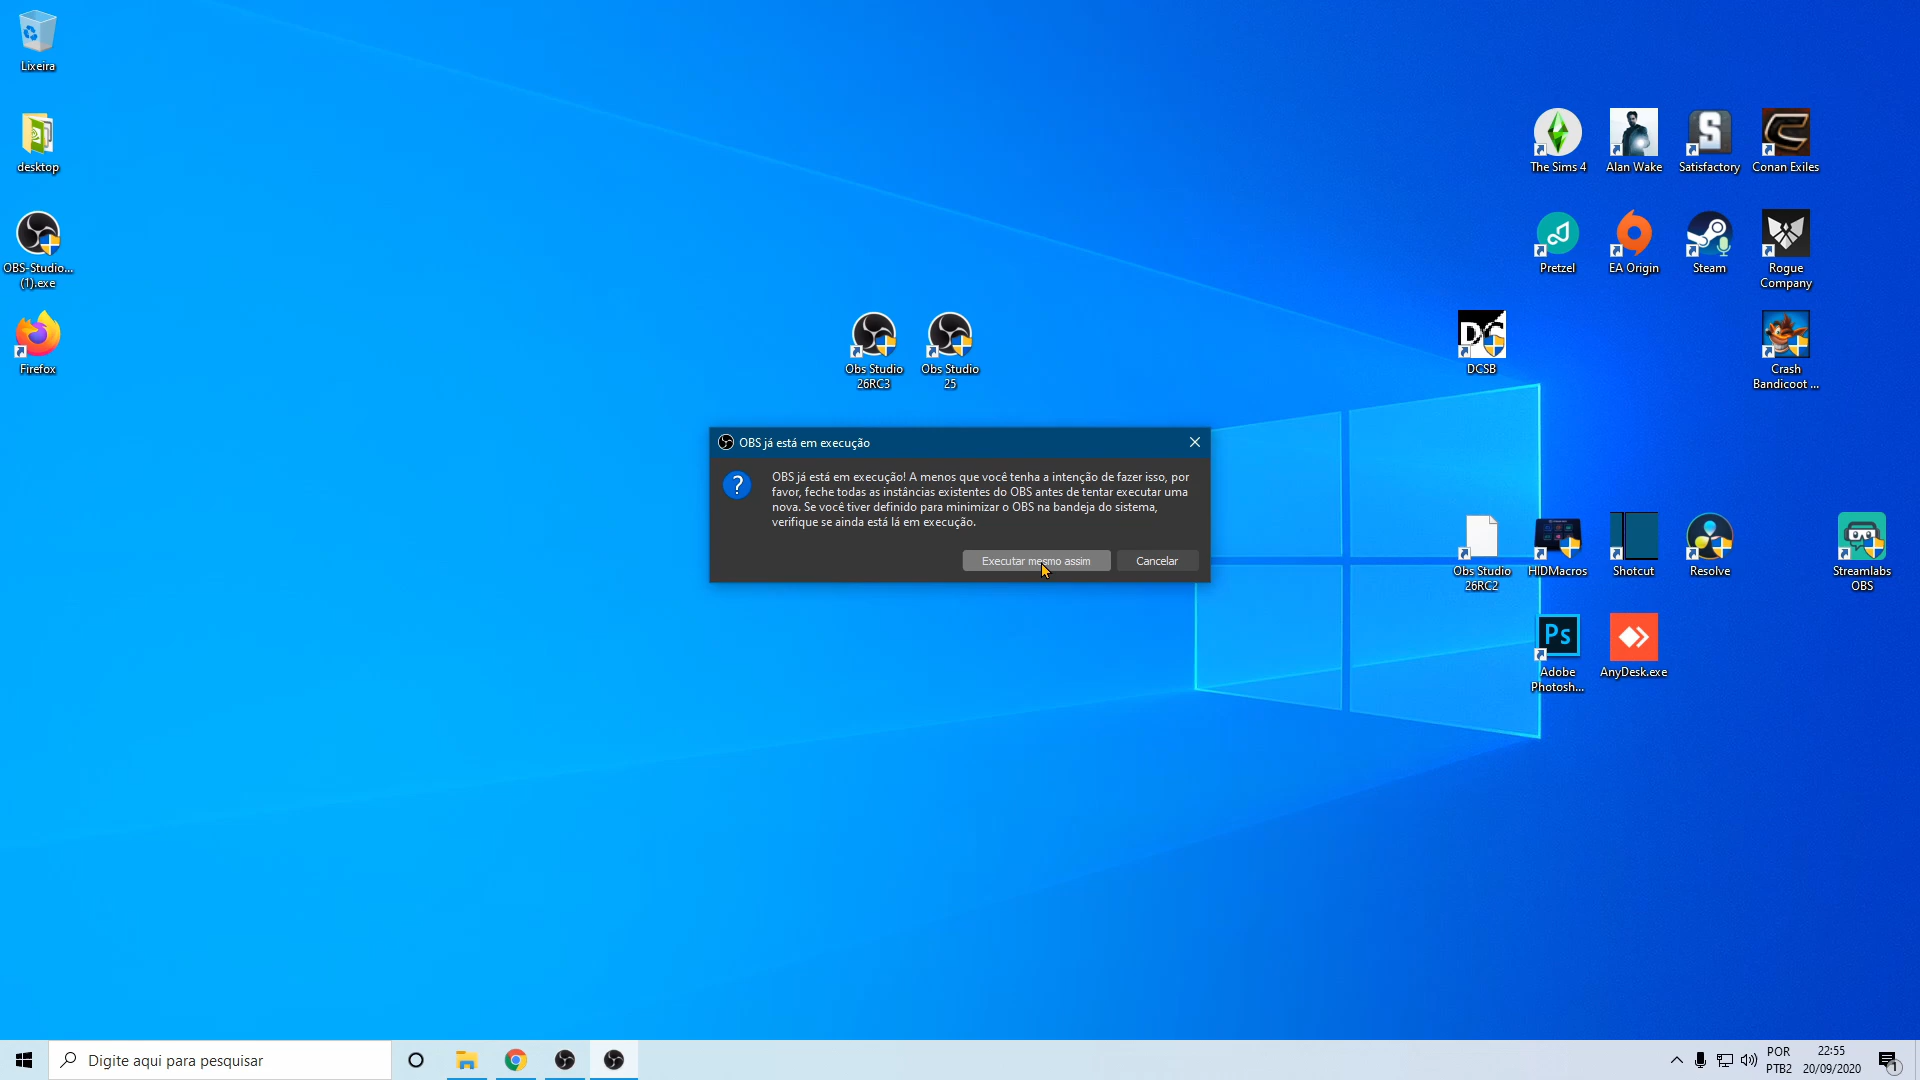 Lixeira
desktop
OBS-Studio...
(1).exe
Firefox
Obs Studio
26RC3
Obs Studio
25
The Sims 4
Alan Wake
Satisfactory
Conan Exiles
Pretzel
EA Origin
Steam
Rogue
Company
DC
DCSB
Crash
Bandicoot ...
OBS já está em execução
OBS já está em execução! A menos que você tenha a intenção de fazer isso, por
favor, feche todas as instâncias existentes do OBS antes de tentar executar uma
nova. Se você tiver definido para minimizar o OBS na bandeja do sistema,
verifique se ainda está lá em execução.
Executar mesmo assim
Cancelar
Obs Studio
26RC2
HIDMacros
Shotcut
Resolve
Streamlabs
OBS
Ps
Adobe
Photosh...
AnyDesk.exe
Digite aqui para pesquisar
POR
PTB2
22:55
20/09/2020
1